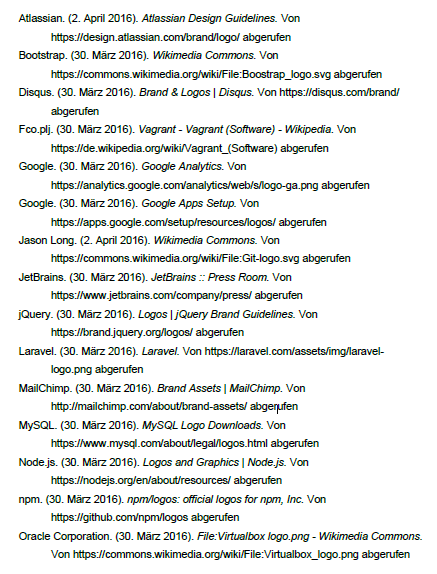 Atlassian. (2. April 2016). Atlassian Design Guidelines. Von
https://design.atlassian.com/brand/logo/ abgerufen
Bootstrap. (30. März 2016). Wikimedia Commons. Von
https://commons.wikimedia.org/wiki/File:Boostrap_logo.svg abgerufen
Disqus. (30. März 2016). Brand & Logos | Disqus. Von https://disqus.com/brand/
abgerufen
Fco.plj. (30. März 2016). Vagrant - Vagrant (Software) - Wikipedia. Von
https://de.wikipedia.org/wiki/Vagrant_(Software) abgerufen
Google. (30. März 2016). Google Analytics. Von
https://analytics.google.com/analytics/web/s/logo-ga.png abgerufen
Google. (30. März 2016). Google Apps Setup. Von
https://apps.google.com/setup/resources/logos/ abgerufen
Jason Long. (2. April 2016). Wikimedia Commons. Von
https://commons.wikimedia.org/wiki/File:Git-logo.svg abgerufen
JetBrains. (30. März 2016). JetBrains :: Press Room. Von
https://www.jetbrains.com/company/press/ abgerufen
jQuery. (30. März 2016). Logos | jQuery Brand Guidelines. Von
https://brand.jquery.org/logos/ abgerufen
Laravel. (30. März 2016). Laravel. Von https://laravel.com/assets/img/laravel-
logo.png abgerufen
MailChimp. (30. März 2016). Brand Assets | MailChimp. Von
http://mailchimp.com/about/brand-assets/ abgerufen
MySQL. (30. März 2016). MySQL Logo Downloads. Von
https://www.mysql.com/about/legal/logos.html abgerufen
Node.js. (30. März 2016). Logos and Graphics | Node.js. Von
https://nodejs.org/en/about/resources/ abgerufen
npm. (30. März 2016). npm/logos: official logos for npm, Inc. Von
https://github.com/npm/logos abgerufen
Oracle Corporation. (30. März 2016). File:Virtualbox logo.png - Wikimedia Commons.
Von https://commons.wikimedia.org/wiki/File:Virtualbox_logo.png abgerufen